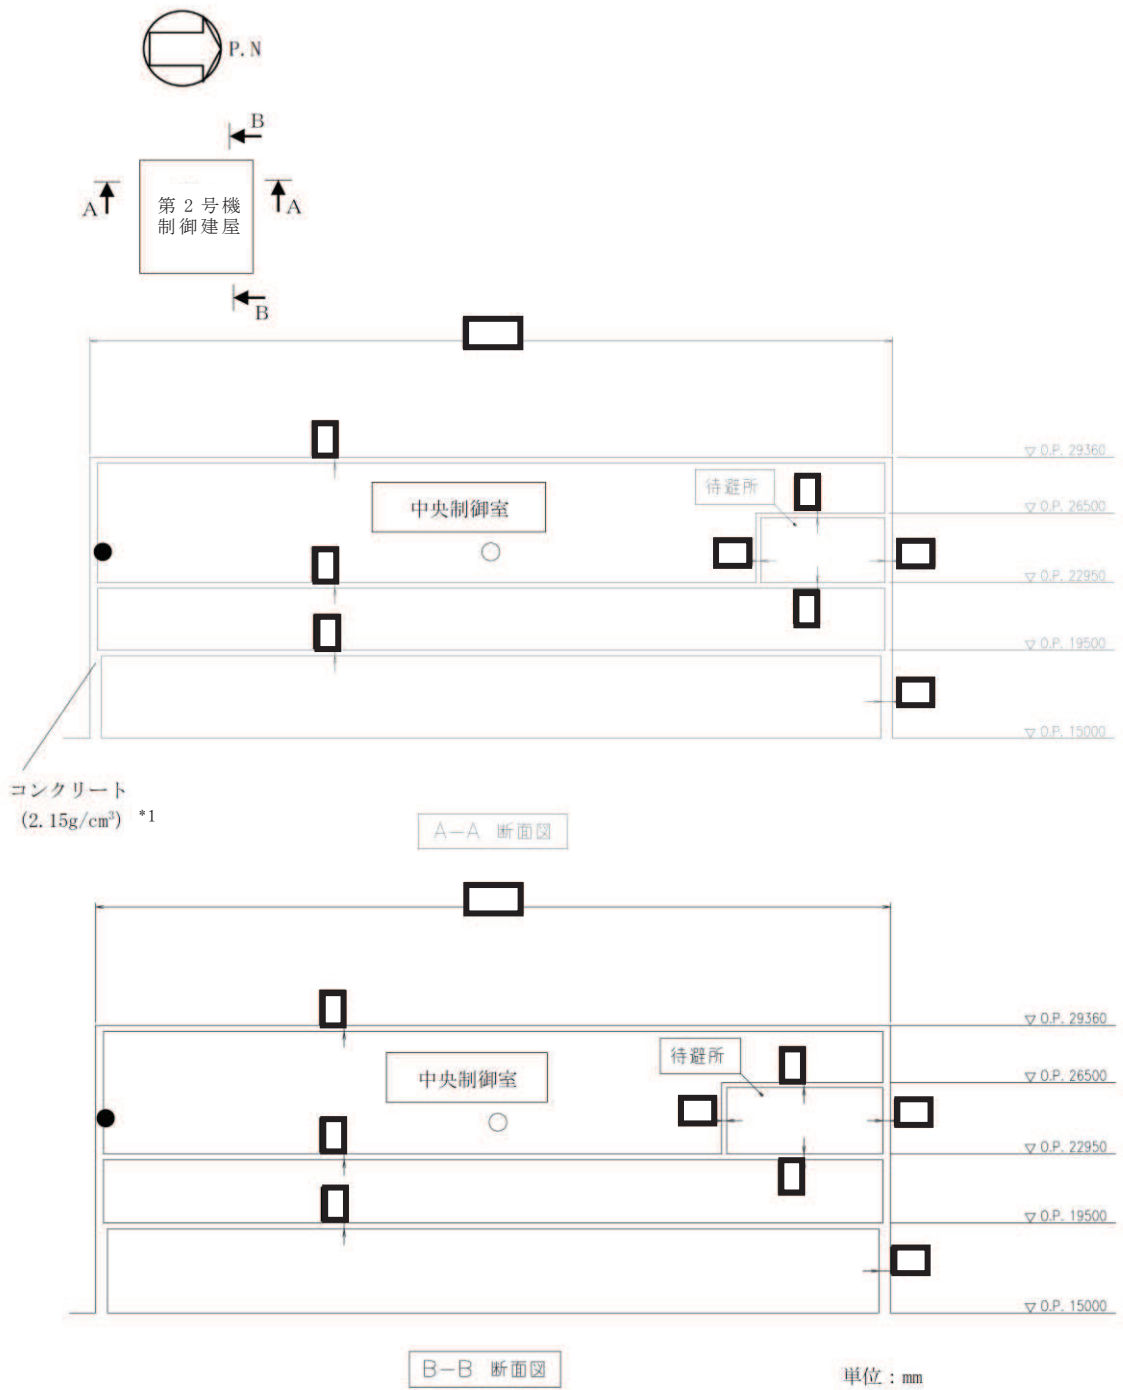 P.N
B
A
A
第2号機
制御建屋
B
▽ O.P. 29360
待避所
中央制御室
▽ O.P. 26500
▽ O.P. 22950
▽ O.P. 19500
▽ O.P. 15000
コンクリート
(2.15g/cm³) *1
A－A 断面図
▽ O.P. 29360
待避所
中央制御室
▽ O.P. 26500
▽ O.P. 22950
▽ O.P. 19500
▽ O.P. 15000
B－B 断面図
単位：mm